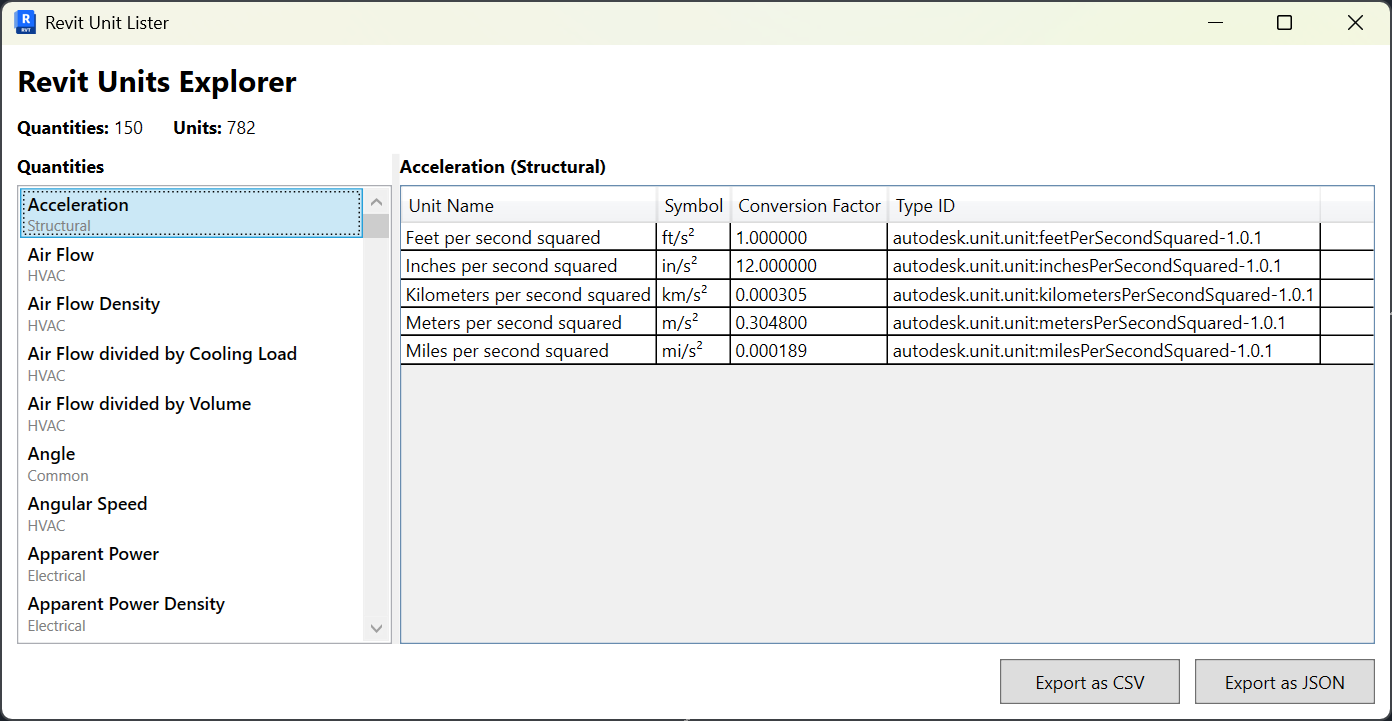 R
RVT
Revit Unit Lister
Revit Units Explorer
Quantities: 150 Units: 782
Quantities
Acceleration
Structural
Air Flow
HVAC
Air Flow Density
HVAC
Air Flow divided by Cooling Load
HVAC
Air Flow divided by Volume
HVAC
Angle
Common
Angular Speed
HVAC
Apparent Power
Electrical
Apparent Power Density
Electrical
Acceleration (Structural)
Unit Name Symbol Conversion Factor Type ID
Feet per second squared ft/s² 1.000000 autodesk.unit.unit:feetPerSecondSquared-1.0.1
Inches per second squared in/s² 12.000000 autodesk.unit.unit:inchesPerSecondSquared-1.0.1
Kilometers per second squared km/s² 0.000305 autodesk.unit.unit:kilometersPerSecondSquared-1.0.1
Meters per second squared m/s² 0.304800 autodesk.unit.unit:metersPerSecondSquared-1.0.1
Miles per second squared mi/s² 0.000189 autodesk.unit.unit:milesPerSecondSquared-1.0.1
Export as CSV Export as JSON